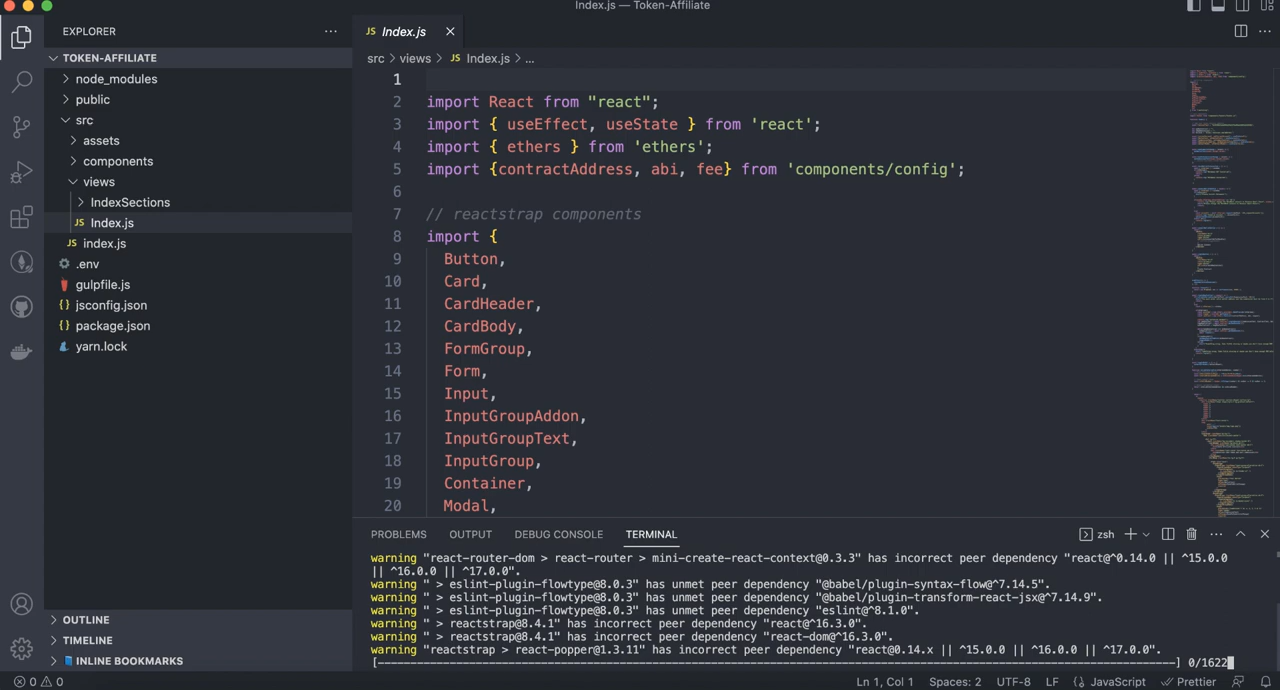 Index.js — Token-Affiliate
EXPLORER
TOKEN-AFFILIATE
node_modules
public
src
assets
components
views
IndexSections
JS Index.js
JS index.js
.env
gulpfile.js
{} jsconfig.json
{} package.json
yarn.lock
OUTLINE
TIMELINE
INLINE BOOKMARKS
JS Index.js
src > views > JS Index.js > ...
1
2 import React from "react";
3 import { useEffect, useState } from 'react';
4 import { ethers } from 'ethers';
5 import {contractAddress, abi, fee} from 'components/config';
6
7 // reactstrap components
8 import {
9 Button,
10 Card,
11 CardHeader,
12 CardBody,
13 FormGroup,
14 Form,
15 Input,
16 InputGroupAddon,
17 InputGroupText,
18 InputGroup,
19 Container,
20 Modal,
PROBLEMS OUTPUT DEBUG CONSOLE TERMINAL zsh
warning "react-router-dom > react-router > mini-create-react-context@0.3.3" has incorrect peer dependency "react@^0.14.0 || ^15.0.0
|| ^16.0.0 || ^17.0.0".
warning " > eslint-plugin-flowtype@8.0.3" has unmet peer dependency "@babel/plugin-syntax-flow@^7.14.5".
warning " > eslint-plugin-flowtype@8.0.3" has unmet peer dependency "@babel/plugin-transform-react-jsx@^7.14.9".
warning " > eslint-plugin-flowtype@8.0.3" has unmet peer dependency "eslint@^8.1.0".
warning " > reactstrap@8.4.1" has incorrect peer dependency "react@^16.3.0".
warning " > reactstrap@8.4.1" has incorrect peer dependency "react-dom@^16.3.0".
warning "reactstrap > react-popper@1.3.11" has incorrect peer dependency "react@0.14.x || ^15.0.0 || ^16.0.0 || ^17.0.0".
[-----------------------------------------------------------------------------------------------------------------------] 0/1622
0 0 Ln 1, Col 1 Spaces: 2 UTF-8 LF {} JavaScript Prettier